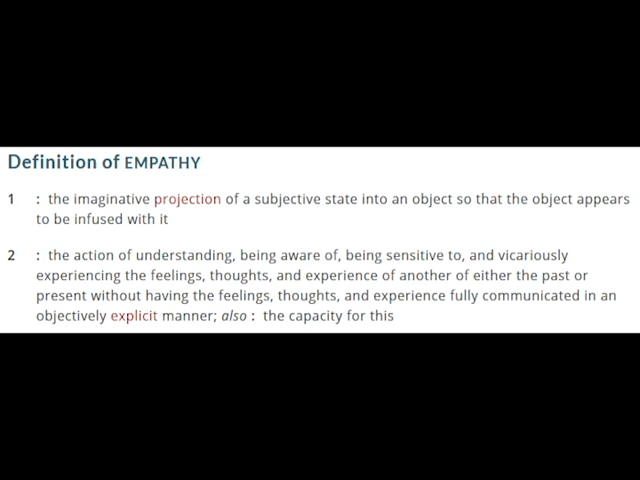 Definition of EMPATHY
1 : the imaginative projection of a subjective state into an object so that the object appears
to be infused with it
2 : the action of understanding, being aware of, being sensitive to, and vicariously
experiencing the feelings, thoughts, and experience of another of either the past or
present without having the feelings, thoughts, and experience fully communicated in an
objectively explicit manner; also : the capacity for this